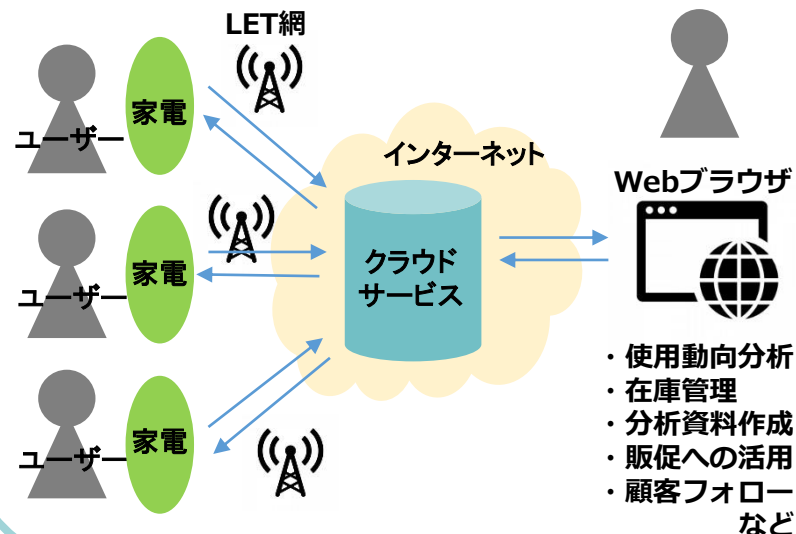 LET網
家電
ユーザー
インターネット
Webブラウザ
家電
ユーザー
クラウド
サービス
・使用動向分析
・在庫管理
・分析資料作成
・販促への活用
・顧客フォロー
など
家電
ユーザー